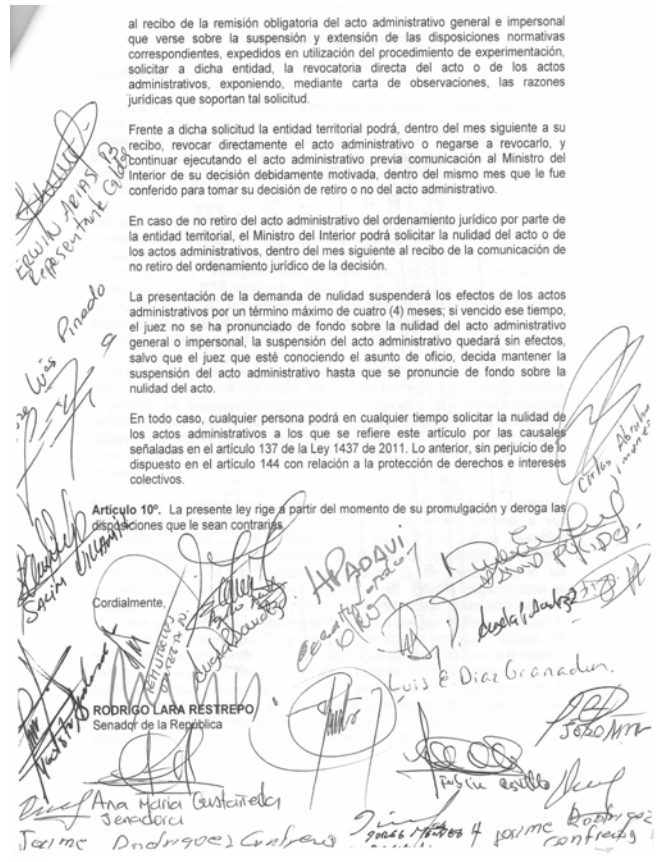 al recibo de la remisión obligatoria del acto administrativo general e impersonal
que verse sobre la suspensión y extensión de las disposiciones normativas
correspondientes, expedidos en utilización del procedimiento de experimentación,
solicitar a dicha entidad, la revocatoria directa del acto o de los actos
administrativos, exponiendo, mediante carta de observaciones, las razones
jurídicas que soportan tal solicitud.
Frente a dicha solicitud la entidad territorial podrá, dentro del mes siguiente a su
recibo, revocar directamente el acto administrativo o negarse a revocarlo, y
continuar ejecutando el acto administrativo previa comunicación al Ministro del
Interior de su decisión debidamente motivada, dentro del mismo mes que le fue
conferido para tomar su decisión de retiro o no del acto administrativo.
ERWIN ARIAS B
Representante Caldas
En caso de no retiro del acto administrativo del ordenamiento jurídico por parte de
la entidad territorial, el Ministro del Interior podrá solicitar la nulidad del acto o de
los actos administrativos, dentro del mes siguiente al recibo de la comunicación de
no retiro del ordenamiento jurídico de la decisión.
La presentación de la demanda de nulidad suspenderá los efectos de los actos
administrativos por un término máximo de cuatro (4) meses; si vencido ese tiempo,
el juez no se ha pronunciado de fondo sobre la nulidad del acto administrativo
general o impersonal, la suspensión del acto administrativo quedará sin efectos,
salvo que el juez que esté conociendo el asunto de oficio, decida mantener la
suspensión del acto administrativo hasta que se pronuncie de fondo sobre la
nulidad del acto.
Luis Pinedo
En todo caso, cualquier persona podrá en cualquier tiempo solicitar la nulidad de
los actos administrativos a los que se refiere este artículo por las causales
señaladas en el artículo 137 de la Ley 1437 de 2011. Lo anterior, sin perjuicio de lo
dispuesto en el artículo 144 con relación a la protección de derechos e intereses
colectivos.
Carlos Abraham
Jimenez
Artículo 10º. La presente ley rige a partir del momento de su promulgación y deroga las
disposiciones que le sean contrarias
SALIM
APADAQUI
Cordialmente,
Luis E. Diaz Granados
RODRIGO LARA RESTREPO
Senador de la República
Ana Maria Castañeda
Senadora
Jaime Rodriguez Contreras
JORGE MENDEZ H
Jaime Rodriguez
Contreras